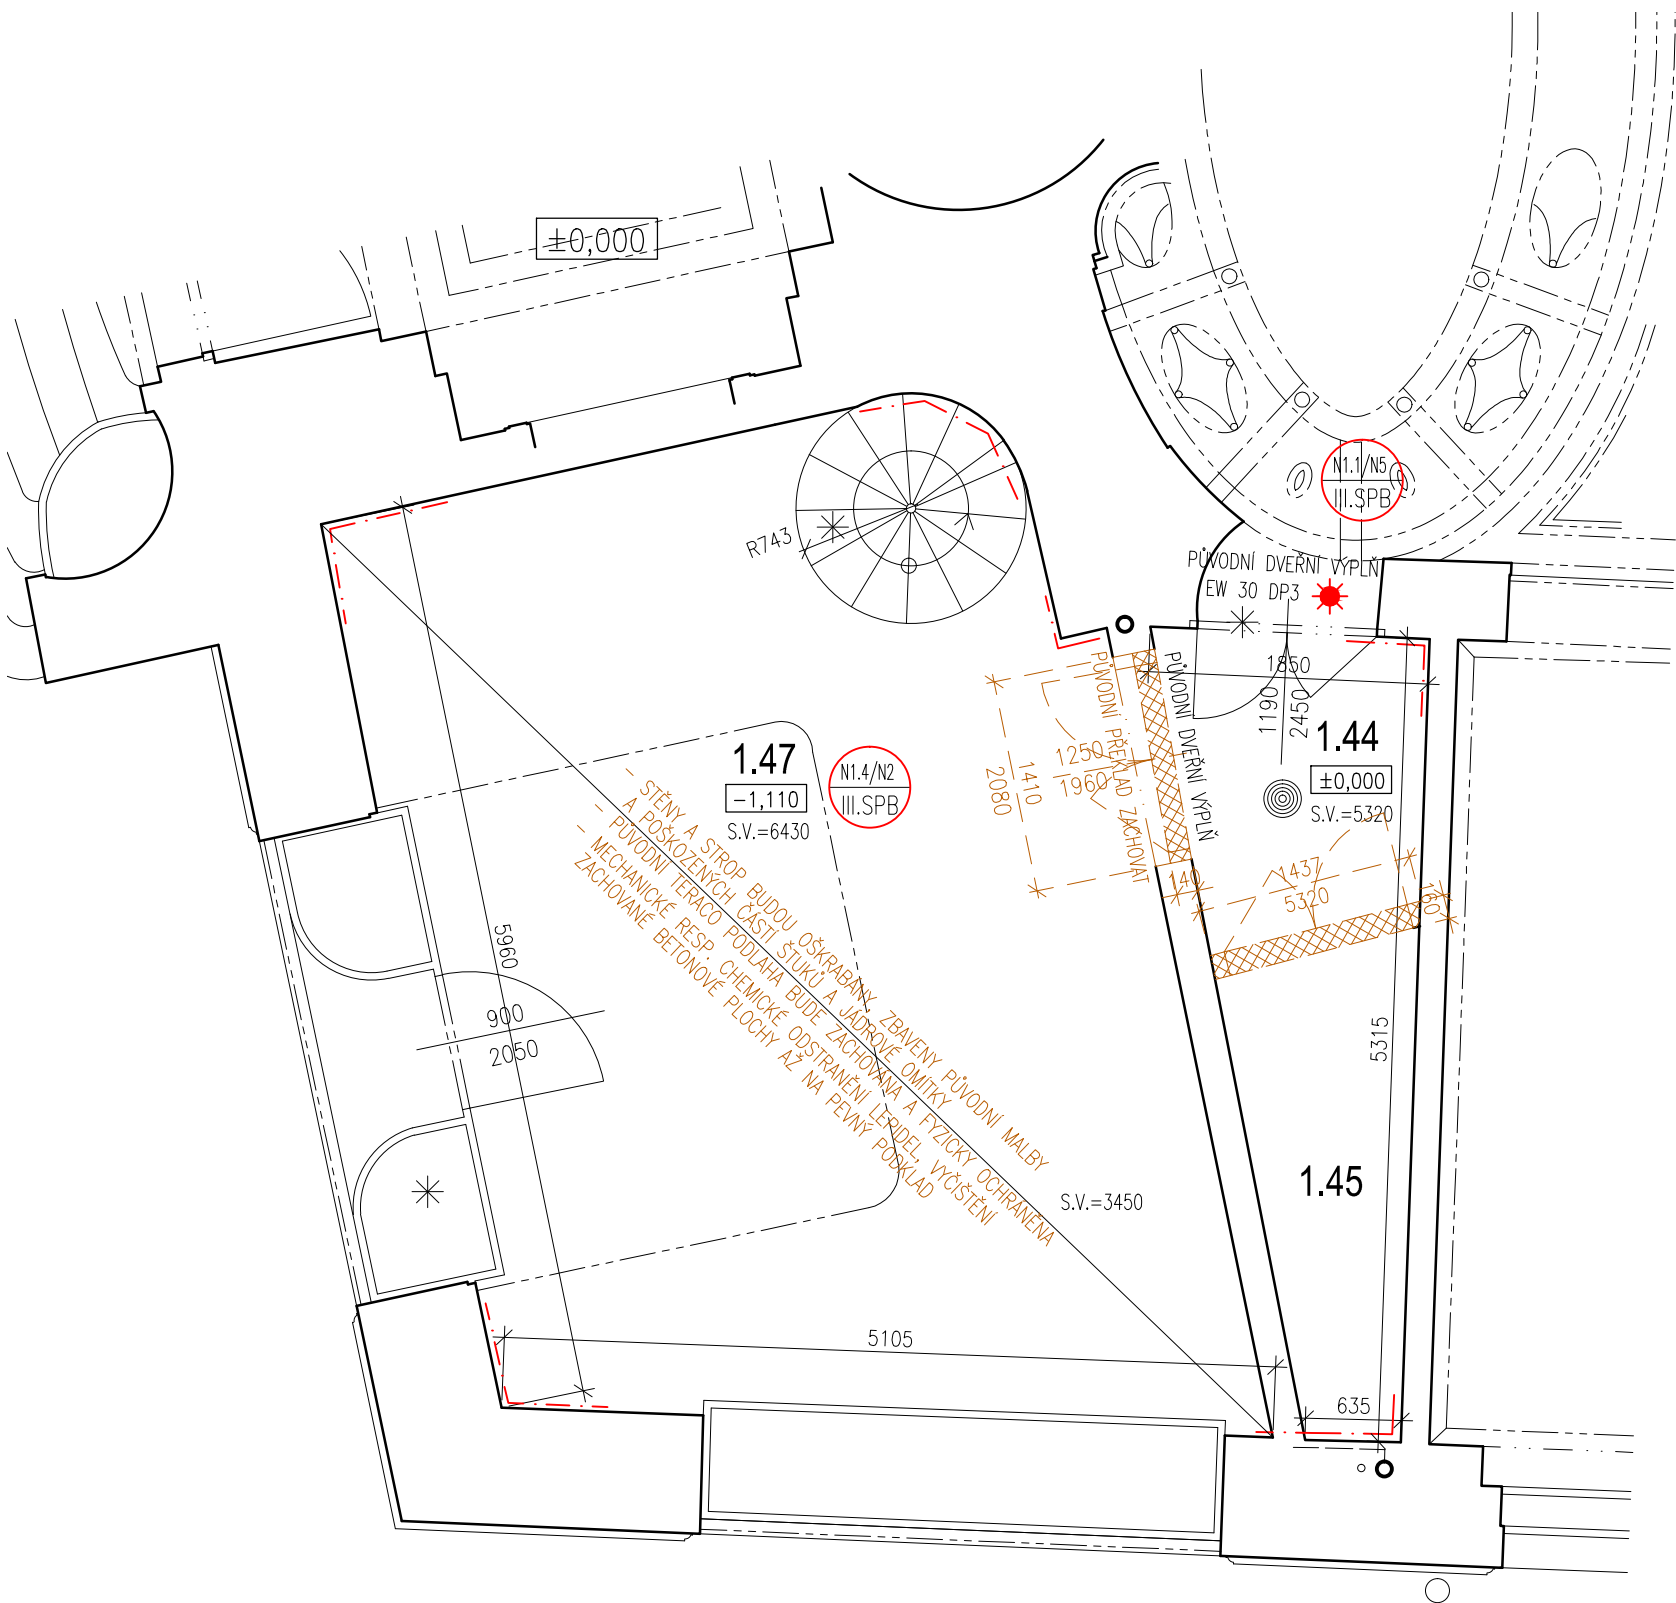 ±0,000
N1.1/N5
III.SPB
R743
PŮVODNÍ DVEŘNÍ VÝPLŇ
EW 30 DP3
1850
1190
2450
1.44
±0,000
S.V.=5320
PŮVODNÍ DVEŘNÍ VÝPLŇ
PŮVODNÍ PŘEKLAD ZACHOVAT
1250
1960
1410
2080
1.47
-1,110
S.V.=6430
N1.4/N2
III.SPB
140
1437
5320
160
- STĚNY A STROP BUDOU OŠKRABÁNY, ZBAVENY PŮVODNÍ MALBY
A POŠKOZENÝCH ČÁSTÍ ŠTUKŮ A JÁDROVÉ OMÍTKY
- PŮVODNÍ TERACO PODLAHA BUDE ZACHOVÁNA A FYZICKY OCHRÁNĚNA
- MECHANICKÉ RESP. CHEMICKÉ ODSTRANĚNÍ LEPIDEL, VYČIŠTĚNÍ
ZACHOVANÉ BETONOVÉ PLOCHY AŽ NA PEVNÝ PODKLAD
5960
900
2050
5315
1.45
S.V.=3450
5105
635